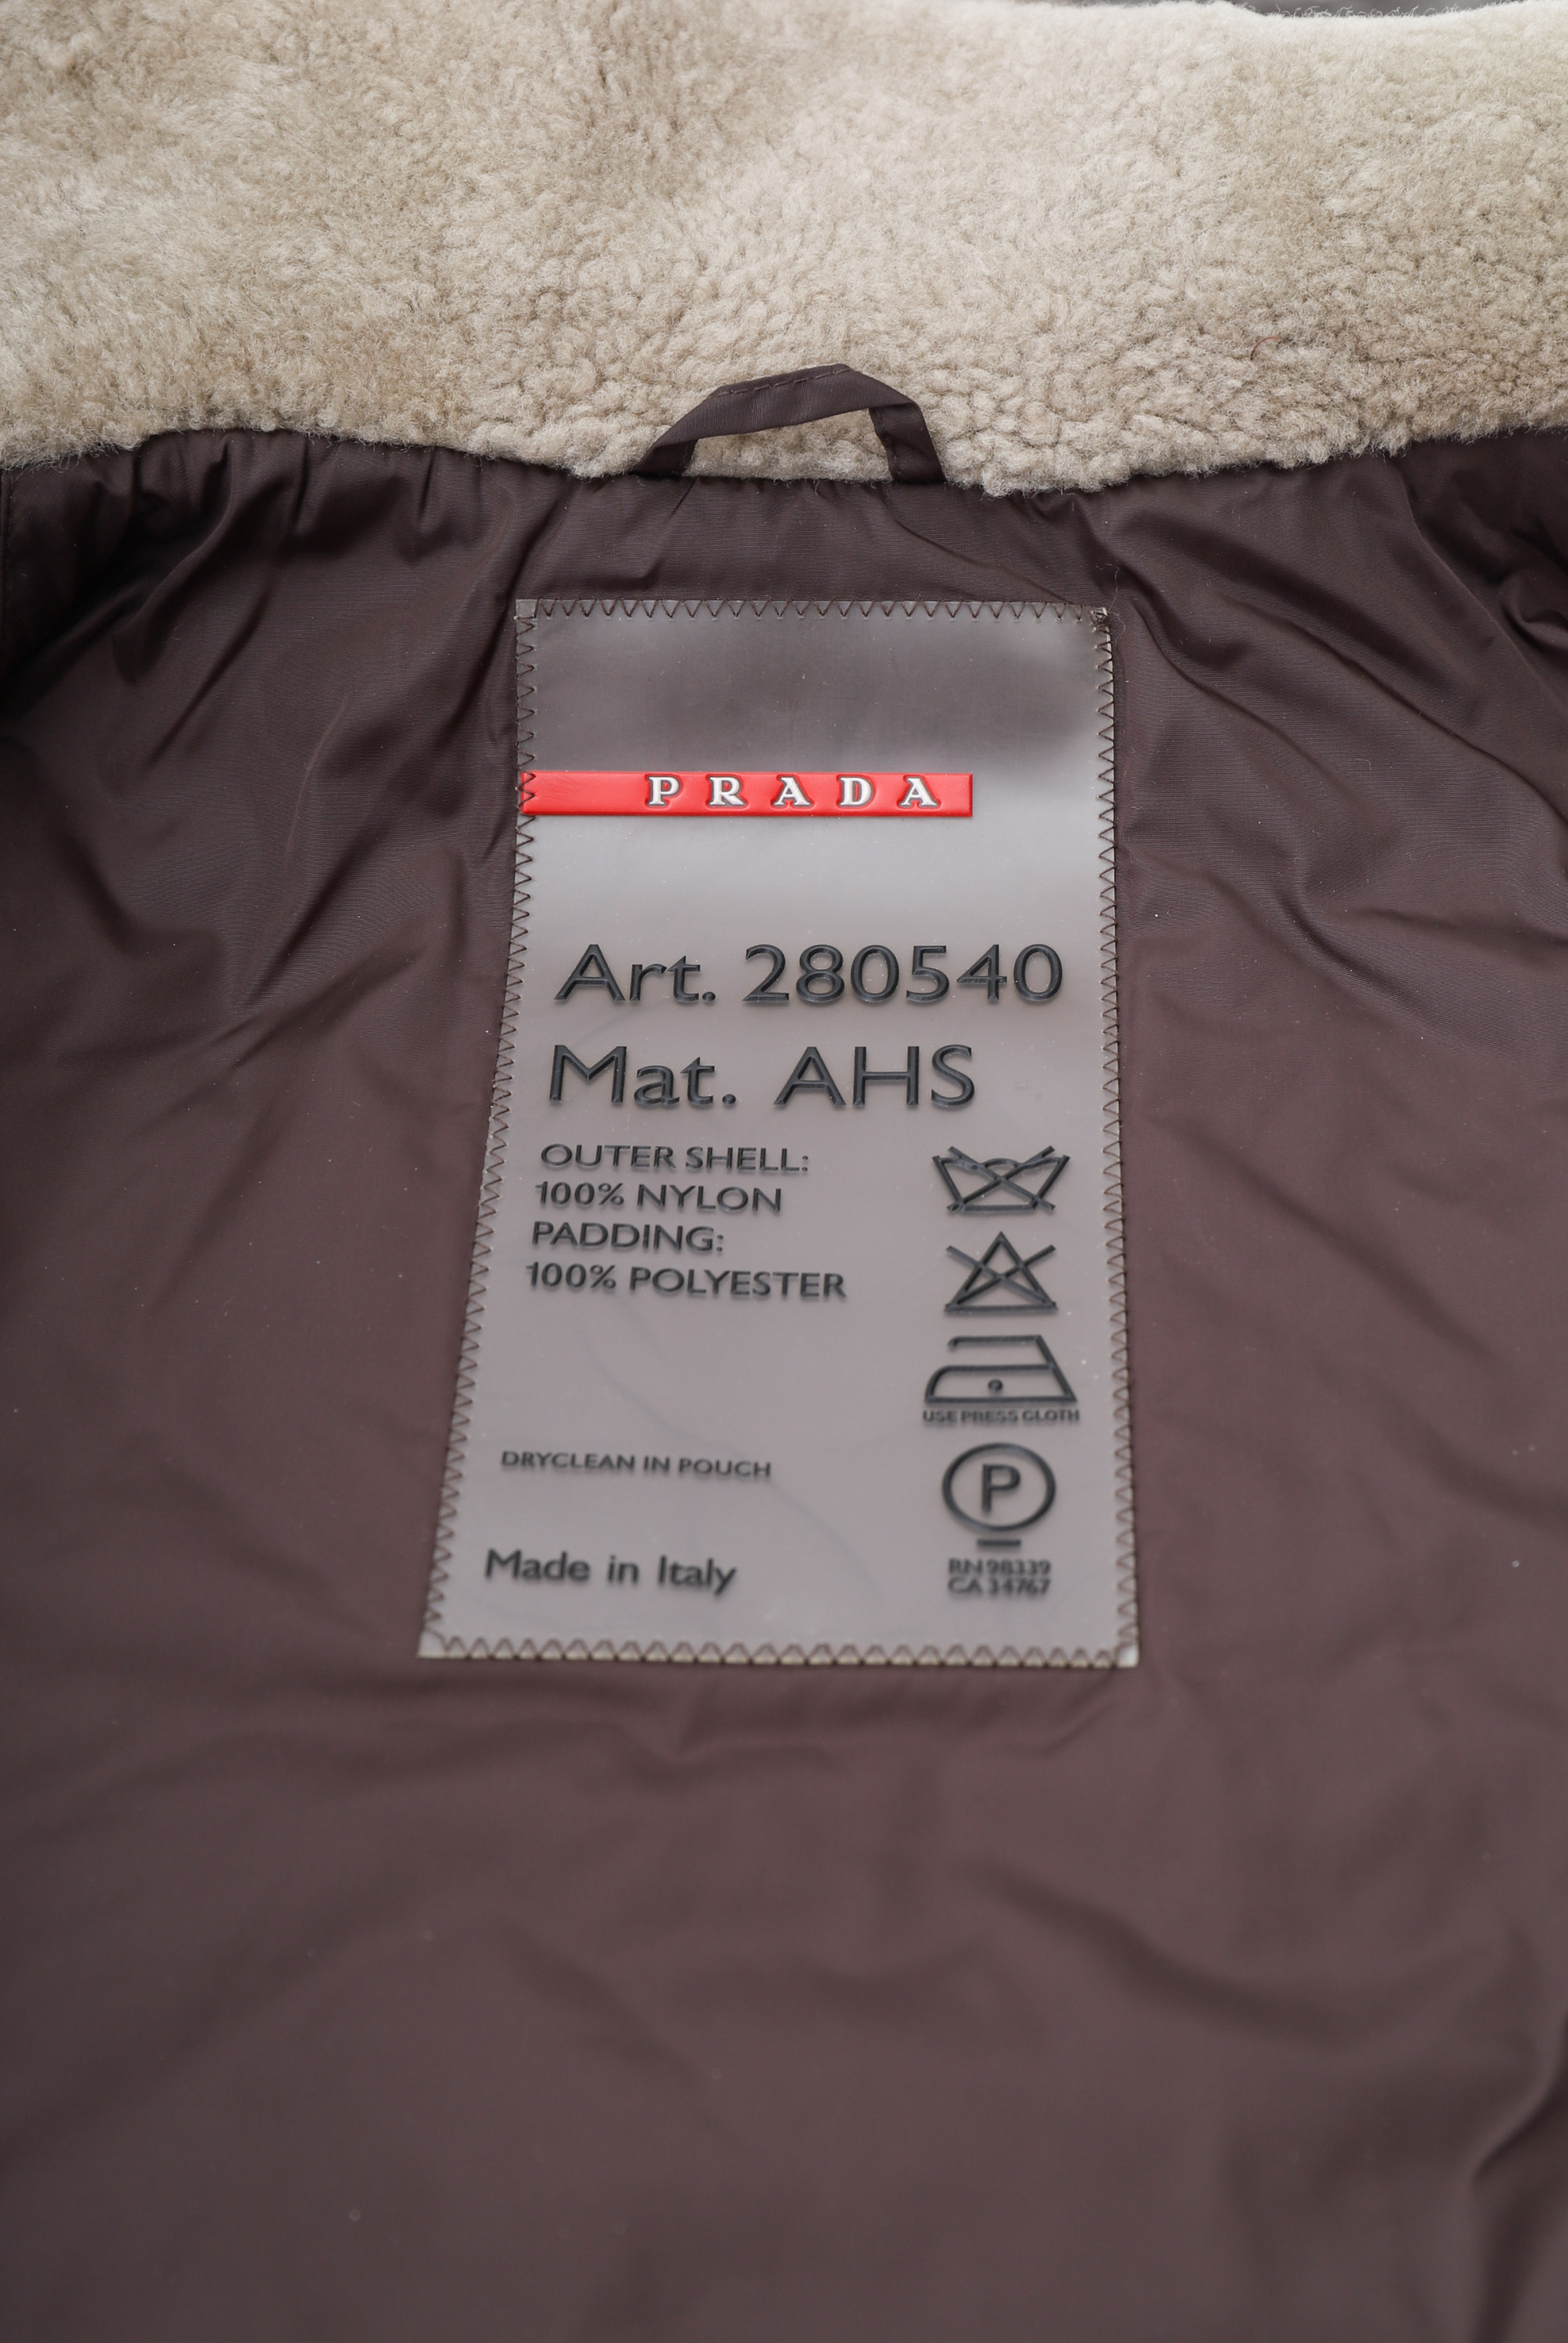 PRADA
Art. 280540
Mat. AHS
OUTER SHELL:
100% NYLON
PADDING:
100% POLYESTER
USE PRESS CLOTH
DRYCLEAN IN POUCH
P
Made in Italy
RN 98339
CA 34767